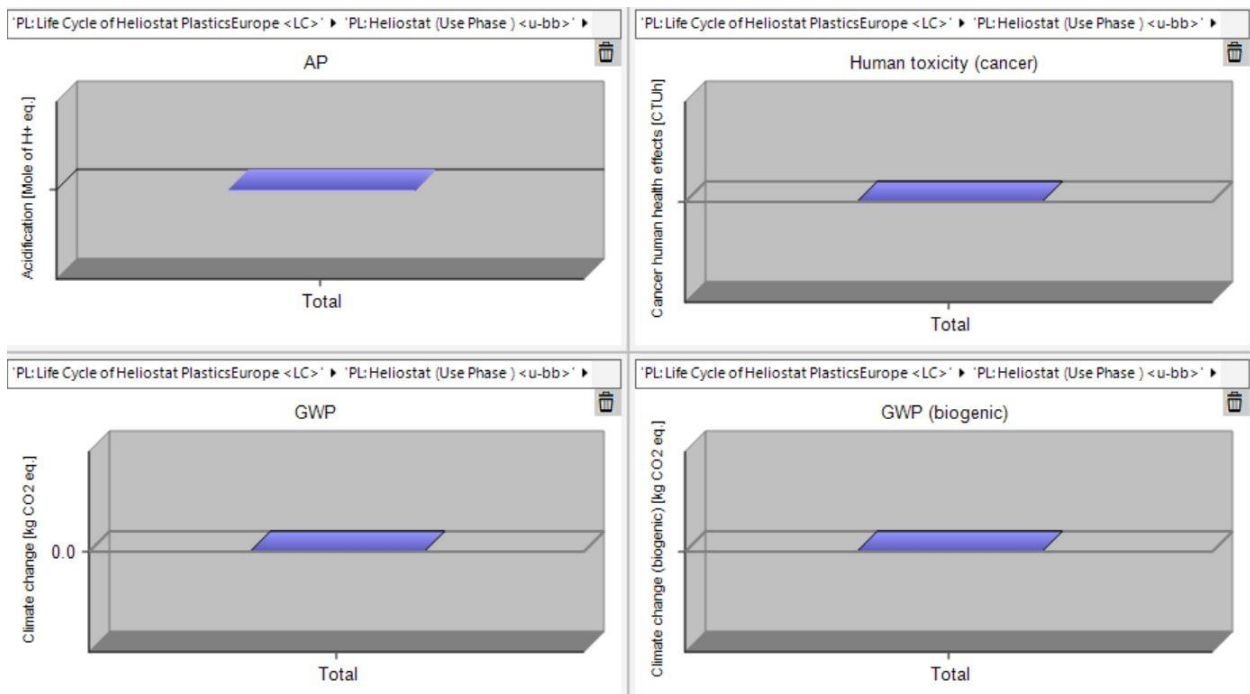 'PL: Life Cycle of Heliostat PlasticsEurope <LC>' ▸ 'PL: Heliostat (Use Phase ) <u-bb>' ▸
AP
Acidification [Mole of H+ eq.]
Total
'PL: Life Cycle of Heliostat PlasticsEurope <LC>' ▸ 'PL: Heliostat (Use Phase ) <u-bb>' ▸
Human toxicity (cancer)
Cancer human health effects [CTUh]
Total
'PL: Life Cycle of Heliostat PlasticsEurope <LC>' ▸ 'PL: Heliostat (Use Phase ) <u-bb>' ▸
GWP
Climate change [kg CO2 eq.]
0.0
Total
'PL: Life Cycle of Heliostat PlasticsEurope <LC>' ▸ 'PL: Heliostat (Use Phase ) <u-bb>' ▸
GWP (biogenic)
Climate change (biogenic) [kg CO2 eq.]
Total